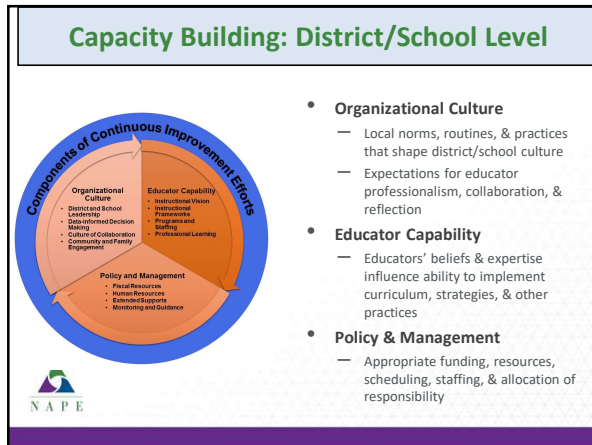 Capacity Building: District/School Level
Components of Continuous Improvement Efforts
Organizational
Culture
• District and School
Leadership
• Data-informed Decision
Making
• Culture of Collaboration
• Community and Family
Engagement
Educator Capability
• Instructional Vision
• Instructional
Frameworks
• Programs and
Staffing
• Professional Learning
Policy and Management
• Fiscal Resources
• Human Resources
• Extended Supports
• Monitoring and Guidance
• Organizational Culture
— Local norms, routines, & practices
that shape district/school culture
— Expectations for educator
professionalism, collaboration, &
reflection
• Educator Capability
— Educators’ beliefs & expertise
influence ability to implement
curriculum, strategies, & other
practices
• Policy & Management
— Appropriate funding, resources,
scheduling, staffing, & allocation of
responsibility
NAPE